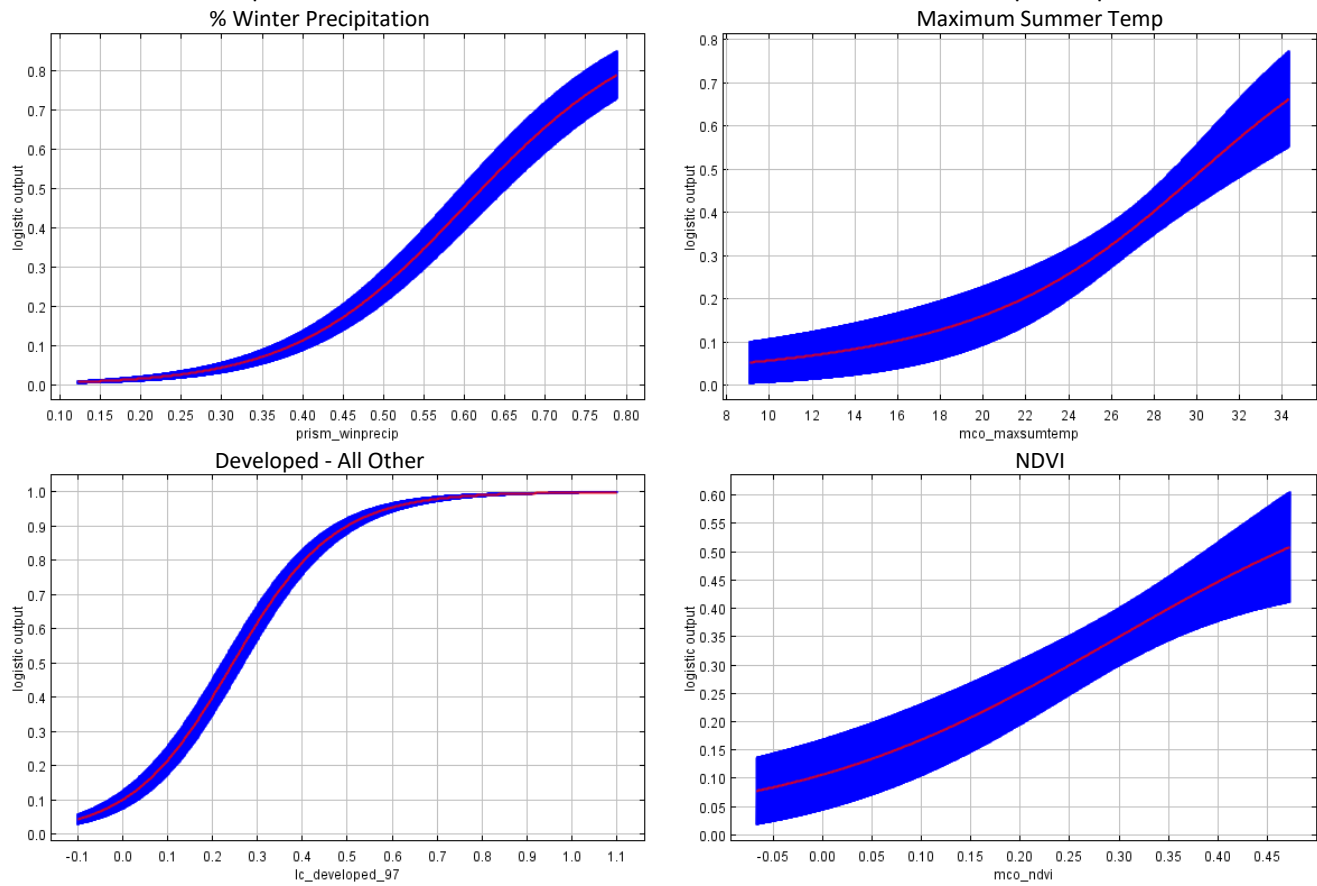 % Winter Precipitation
0.8
0.7
0.6
0.5
0.4
0.3
0.2
0.1
0.0
logistic output
0.10 0.15 0.20 0.25 0.30 0.35 0.40 0.45 0.50 0.55 0.60 0.65 0.70 0.75 0.80
prism_winprecip
Maximum Summer Temp
0.8
0.7
0.6
0.5
0.4
0.3
0.2
0.1
0.0
logistic output
8 10 12 14 16 18 20 22 24 26 28 30 32 34
mco_maxsumtemp
Developed - All Other
1.0
0.9
0.8
0.7
0.6
0.5
0.4
0.3
0.2
0.1
0.0
logistic output
-0.1 0.0 0.1 0.2 0.3 0.4 0.5 0.6 0.7 0.8 0.9 1.0 1.1
lc_developed_97
NDVI
0.60
0.55
0.50
0.45
0.40
0.35
0.30
0.25
0.20
0.15
0.10
0.05
0.00
logistic output
-0.05 0.00 0.05 0.10 0.15 0.20 0.25 0.30 0.35 0.40 0.45
mco_ndvi